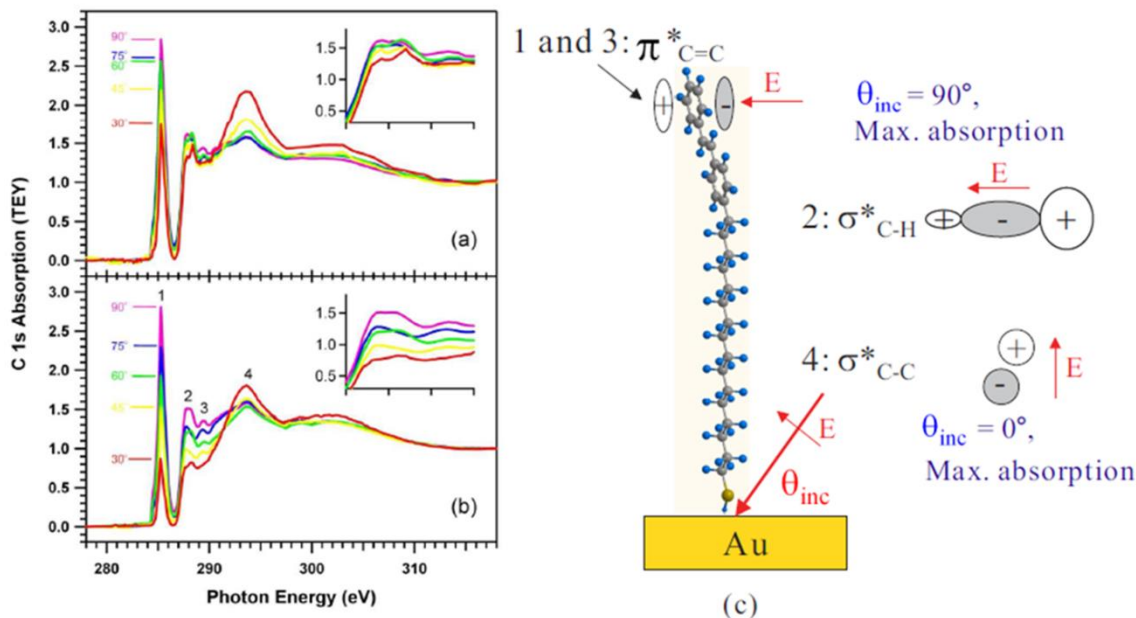 C 1s Absorption (TEY)
3.0
2.5
2.0
1.5
1.0
0.5
0.0
90°
75°
60°
45°
30°
1.5
1.0
0.5
(a)
3.0
2.5
2.0
1.5
1.0
0.5
0.0
1
90°
75°
60°
45°
30°
2
3
4
1.5
1.0
0.5
(b)
280
290
300
310
Photon Energy (eV)
1 and 3: π*C=C
+
-
E
θinc = 90°,
Max. absorption
2: σ*C-H
E
+
-
+
4: σ*C-C
+
-
E
θinc = 0°,
Max. absorption
E
θinc
Au
(c)